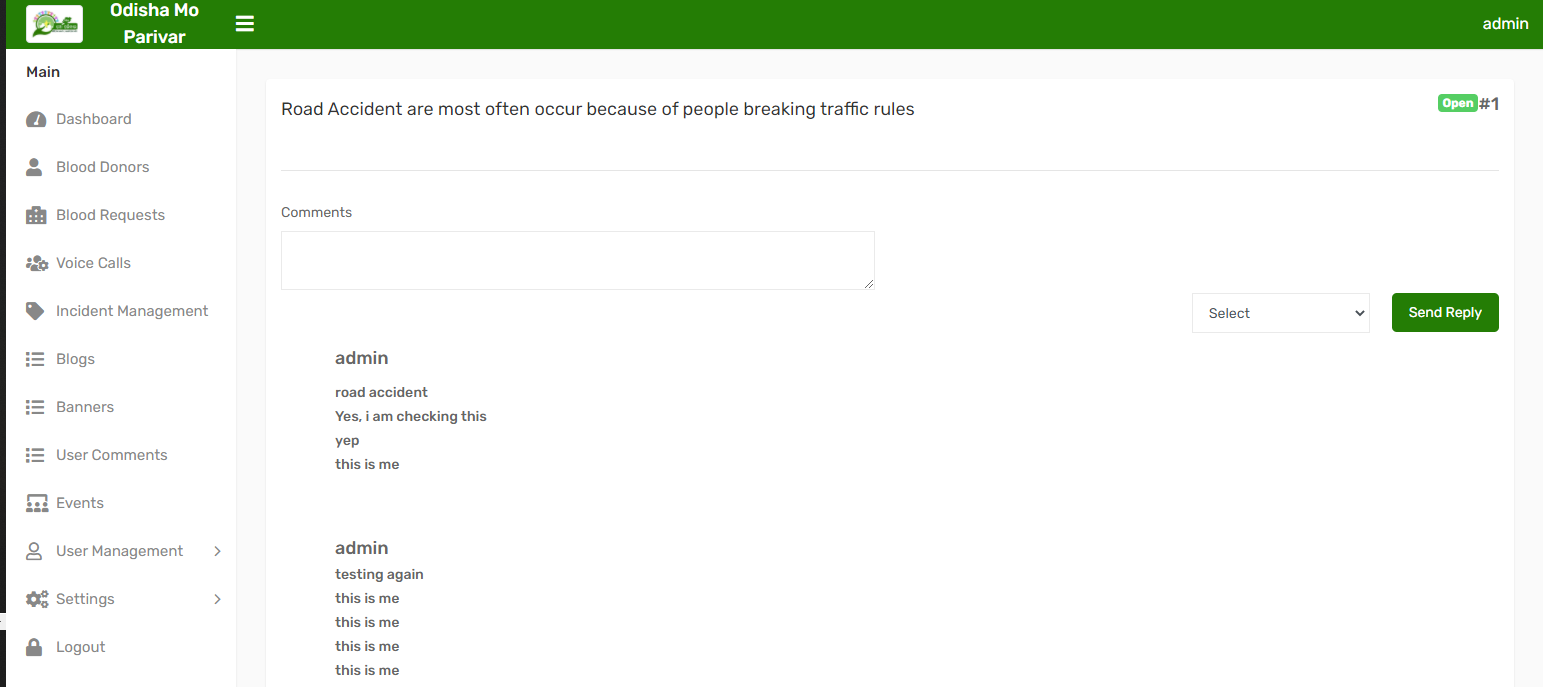 Odisha Mo
Parivar
admin
Main
Dashboard
Blood Donors
Blood Requests
Voice Calls
Incident Management
Blogs
Banners
User Comments
Events
User Management
Settings
Logout
Road Accident are most often occur because of people breaking traffic rules
Open #1
Comments
Select
Send Reply
admin
road accident
Yes, i am checking this
yep
this is me
admin
testing again
this is me
this is me
this is me
this is me